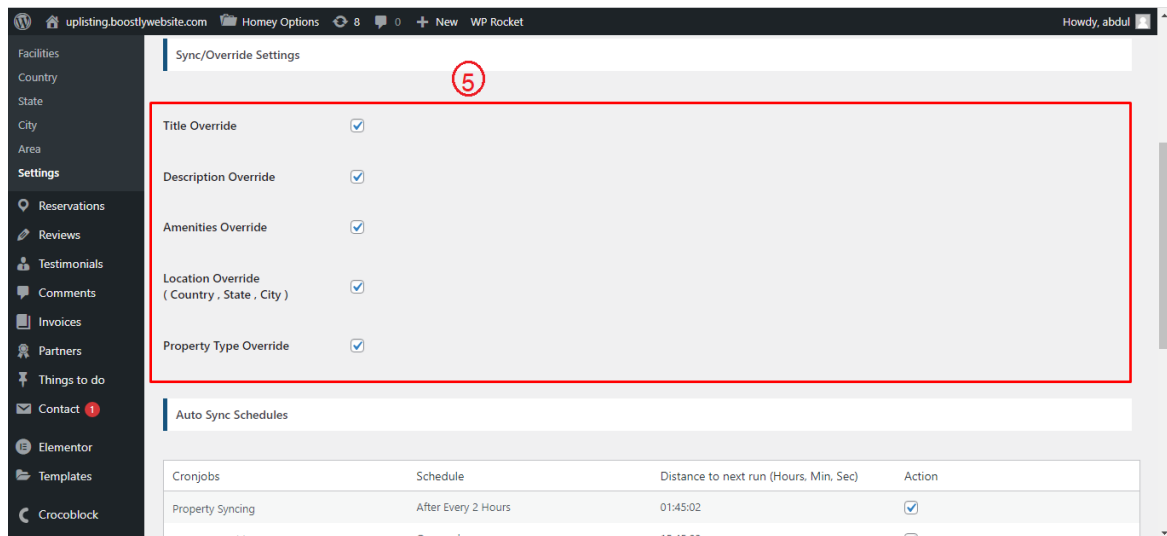 uplisting.boostlywebsite.com Homey Options 8 0 + New WP Rocket Howdy, abdul
Facilities
Country
State
City
Area
Settings
Reservations
Reviews
Testimonials
Comments
Invoices
Partners
Things to do
Contact 1
Elementor
Templates
Crocoblock
Sync/Override Settings
5
Title Override
Description Override
Amenities Override
Location Override
( Country , State , City )
Property Type Override
Auto Sync Schedules
Cronjobs Schedule Distance to next run (Hours, Min, Sec) Action
Property Syncing After Every 2 Hours 01:45:02